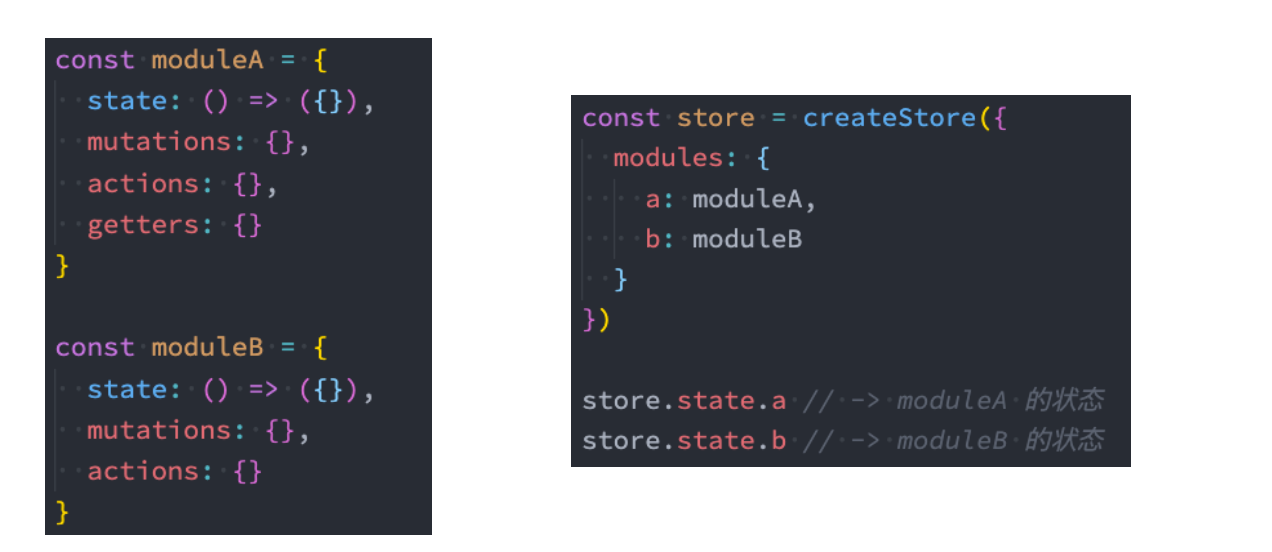 const moduleA = {
  state: () => ({}),
  mutations: {},
  actions: {},
  getters: {}
}

const moduleB = {
  state: () => ({}),
  mutations: {},
  actions: {}
}

const store = createStore({
  modules: {
    a: moduleA,
    b: moduleB
  }
})

store.state.a // -> moduleA 的状态
store.state.b // -> moduleB 的状态